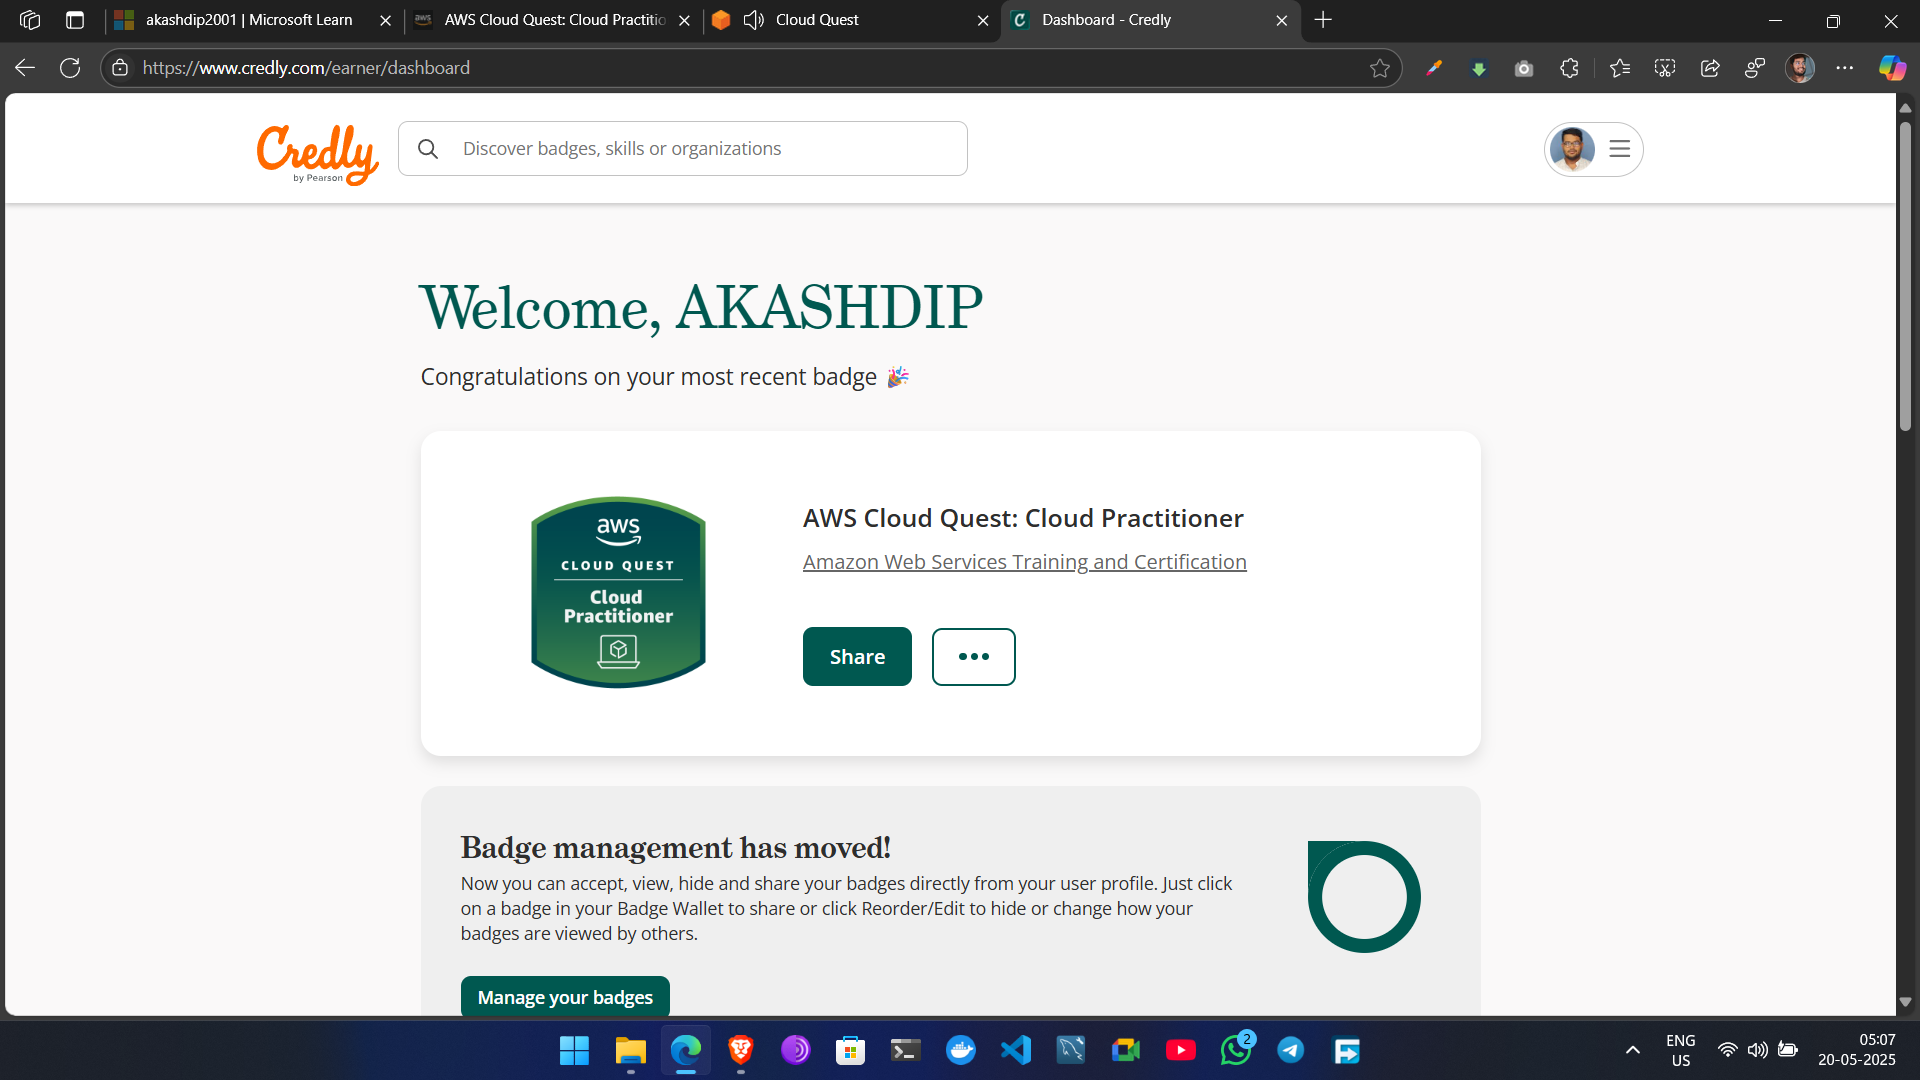 akashdip2001 | Microsoft Learn
aws
AWS Cloud Quest: Cloud Practitio
Cloud Quest
Dashboard - Credly
https://www.credly.com/earner/dashboard
Credly
by Pearson
Discover badges, skills or organizations
Welcome, AKASHDIP
Congratulations on your most recent badge 🎉
aws
CLOUD QUEST
Cloud
Practitioner
AWS Cloud Quest: Cloud Practitioner
Amazon Web Services Training and Certification
Share
•••
Badge management has moved!
Now you can accept, view, hide and share your badges directly from your user profile. Just click
on a badge in your Badge Wallet to share or click Reorder/Edit to hide or change how your
badges are viewed by others.
Manage your badges
2
ENG
US
05:07
20-05-2025